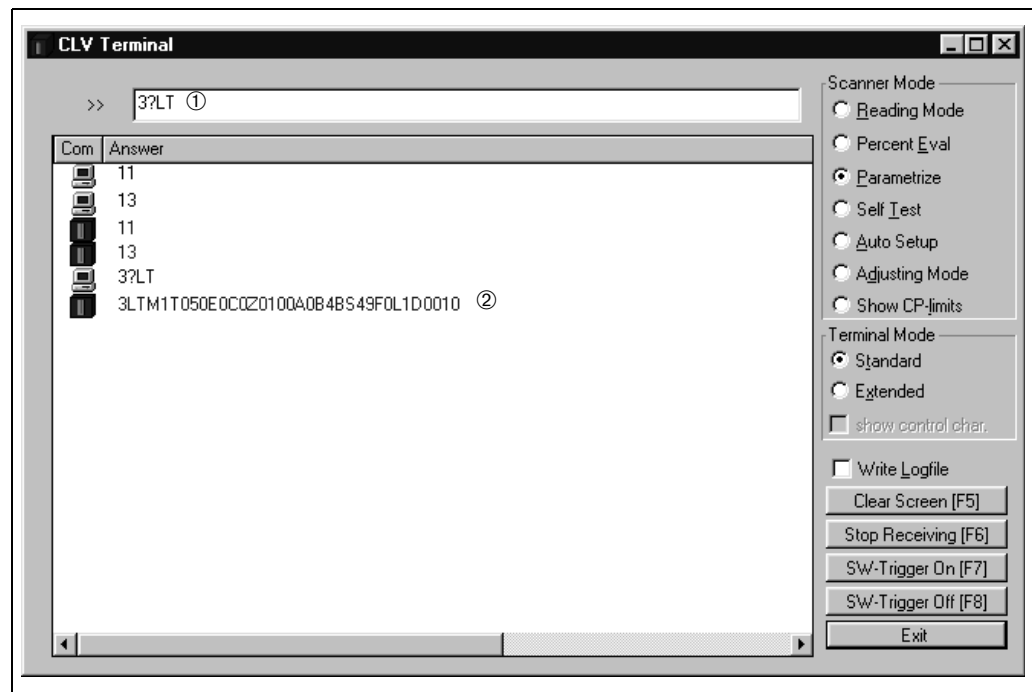 CLV Terminal
>> 3?LT ①
Com Answer
11
13
11
13
3?LT
3LTM1T050E0C0Z0100A0B4BS49F0L1D0010 ②
Scanner Mode
Reading Mode
Percent Eval
Parametrize
Self Test
Auto Setup
Adjusting Mode
Show CP-limits
Terminal Mode
Standard
Extended
show control char.
Write Logfile
Clear Screen [F5]
Stop Receiving [F6]
SW-Trigger On [F7]
SW-Trigger Off [F8]
Exit